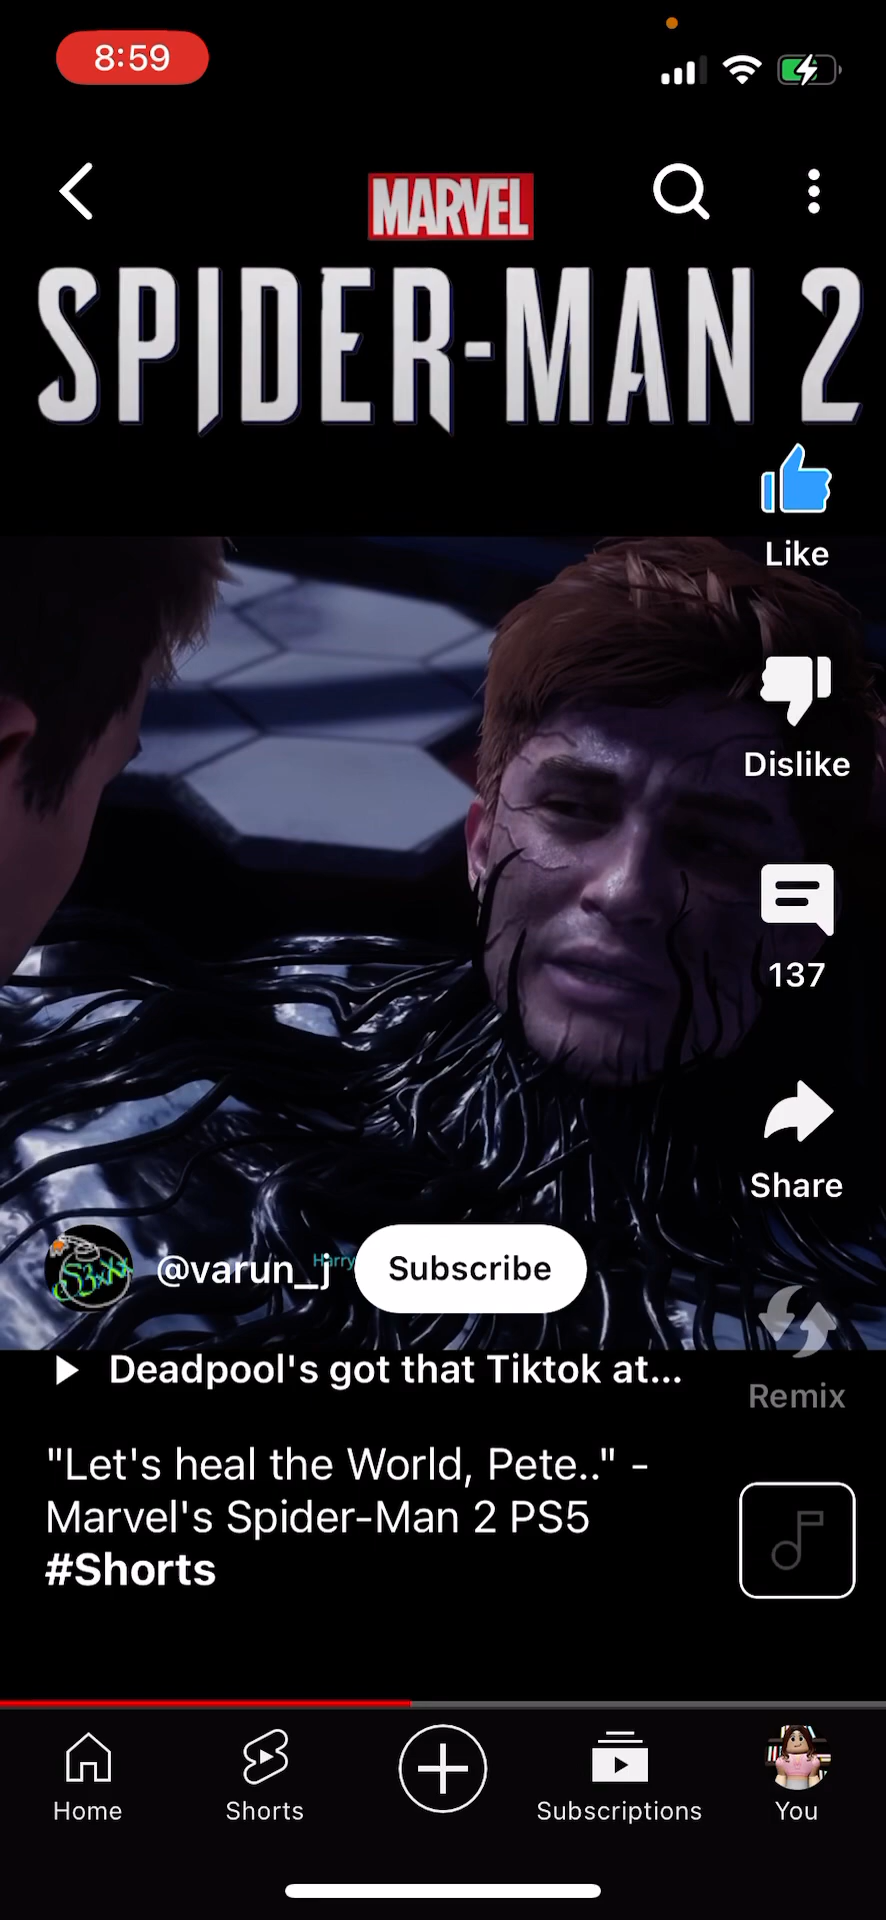 8:59
MARVEL
SPIDER-MAN 2
Like
Dislike
137
Share
@varun_j
Harry
Subscribe
Deadpool's got that Tiktok at...
Remix
"Let's heal the World, Pete.." -
Marvel's Spider-Man 2 PS5
#Shorts
Home
Shorts
Subscriptions
You